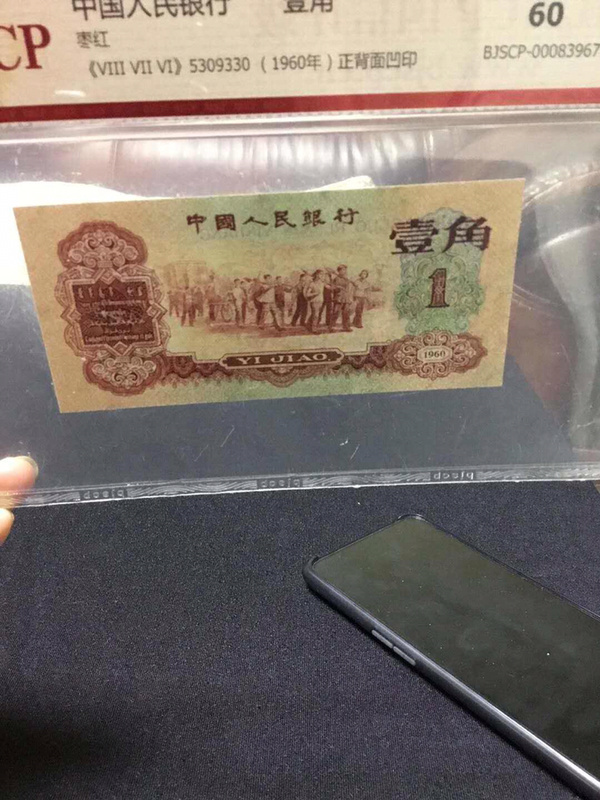 中国人民银行 壹角 60
CP 枣红
《VIII VII VI》5309330（1960年）正背面凹印 BJSCP-00083967
中國人民銀行
壹角
1
YI JIAO
1960